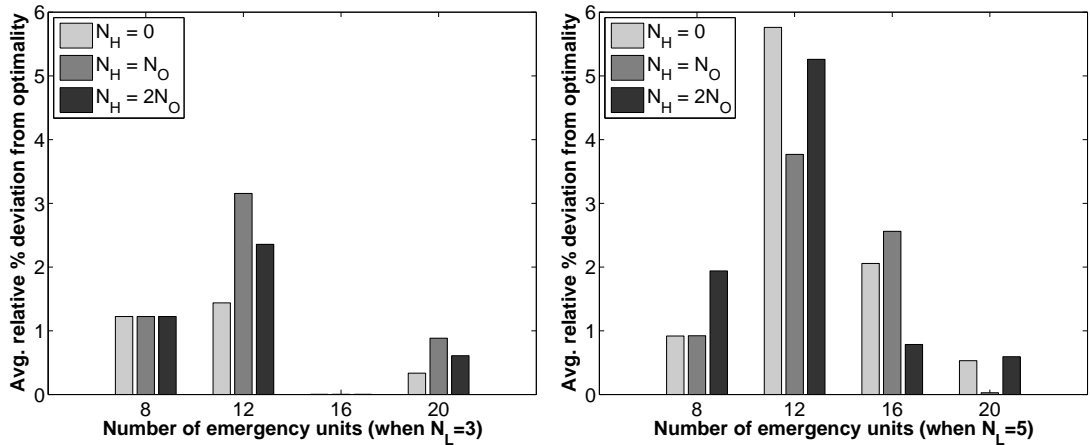 Avg. relative % deviation from optimality
6
5
4
3
2
1
0
N_H = 0
N_H = N_O
N_H = 2N_O
8 12 16 20
Number of emergency units (when N_L=3)
Avg. relative % deviation from optimality
6
5
4
3
2
1
0
N_H = 0
N_H = N_O
N_H = 2N_O
8 12 16 20
Number of emergency units (when N_L=5)